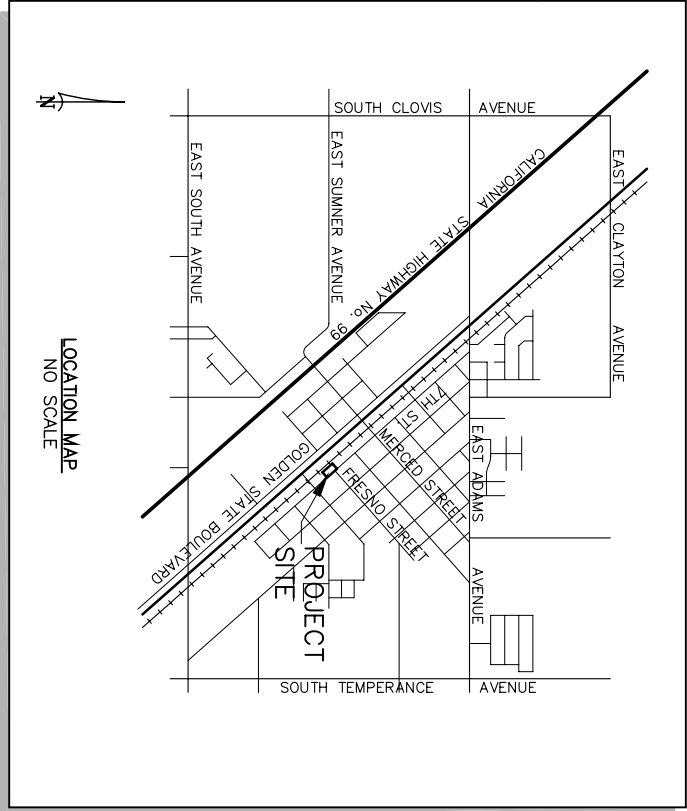 N
SOUTH CLOVIS AVENUE
EAST SOUTH AVENUE
EAST SUMNER AVENUE
CALIFORNIA STATE HIGHWAY No. 99
EAST CLAYTON AVENUE
7TH ST
MERCED STREET
FRESNO STREET
EAST ADAMS AVENUE
GOLDEN STATE BOULEVARD
PROJECT
SITE
SOUTH TEMPERANCE AVENUE
LOCATION MAP
NO SCALE